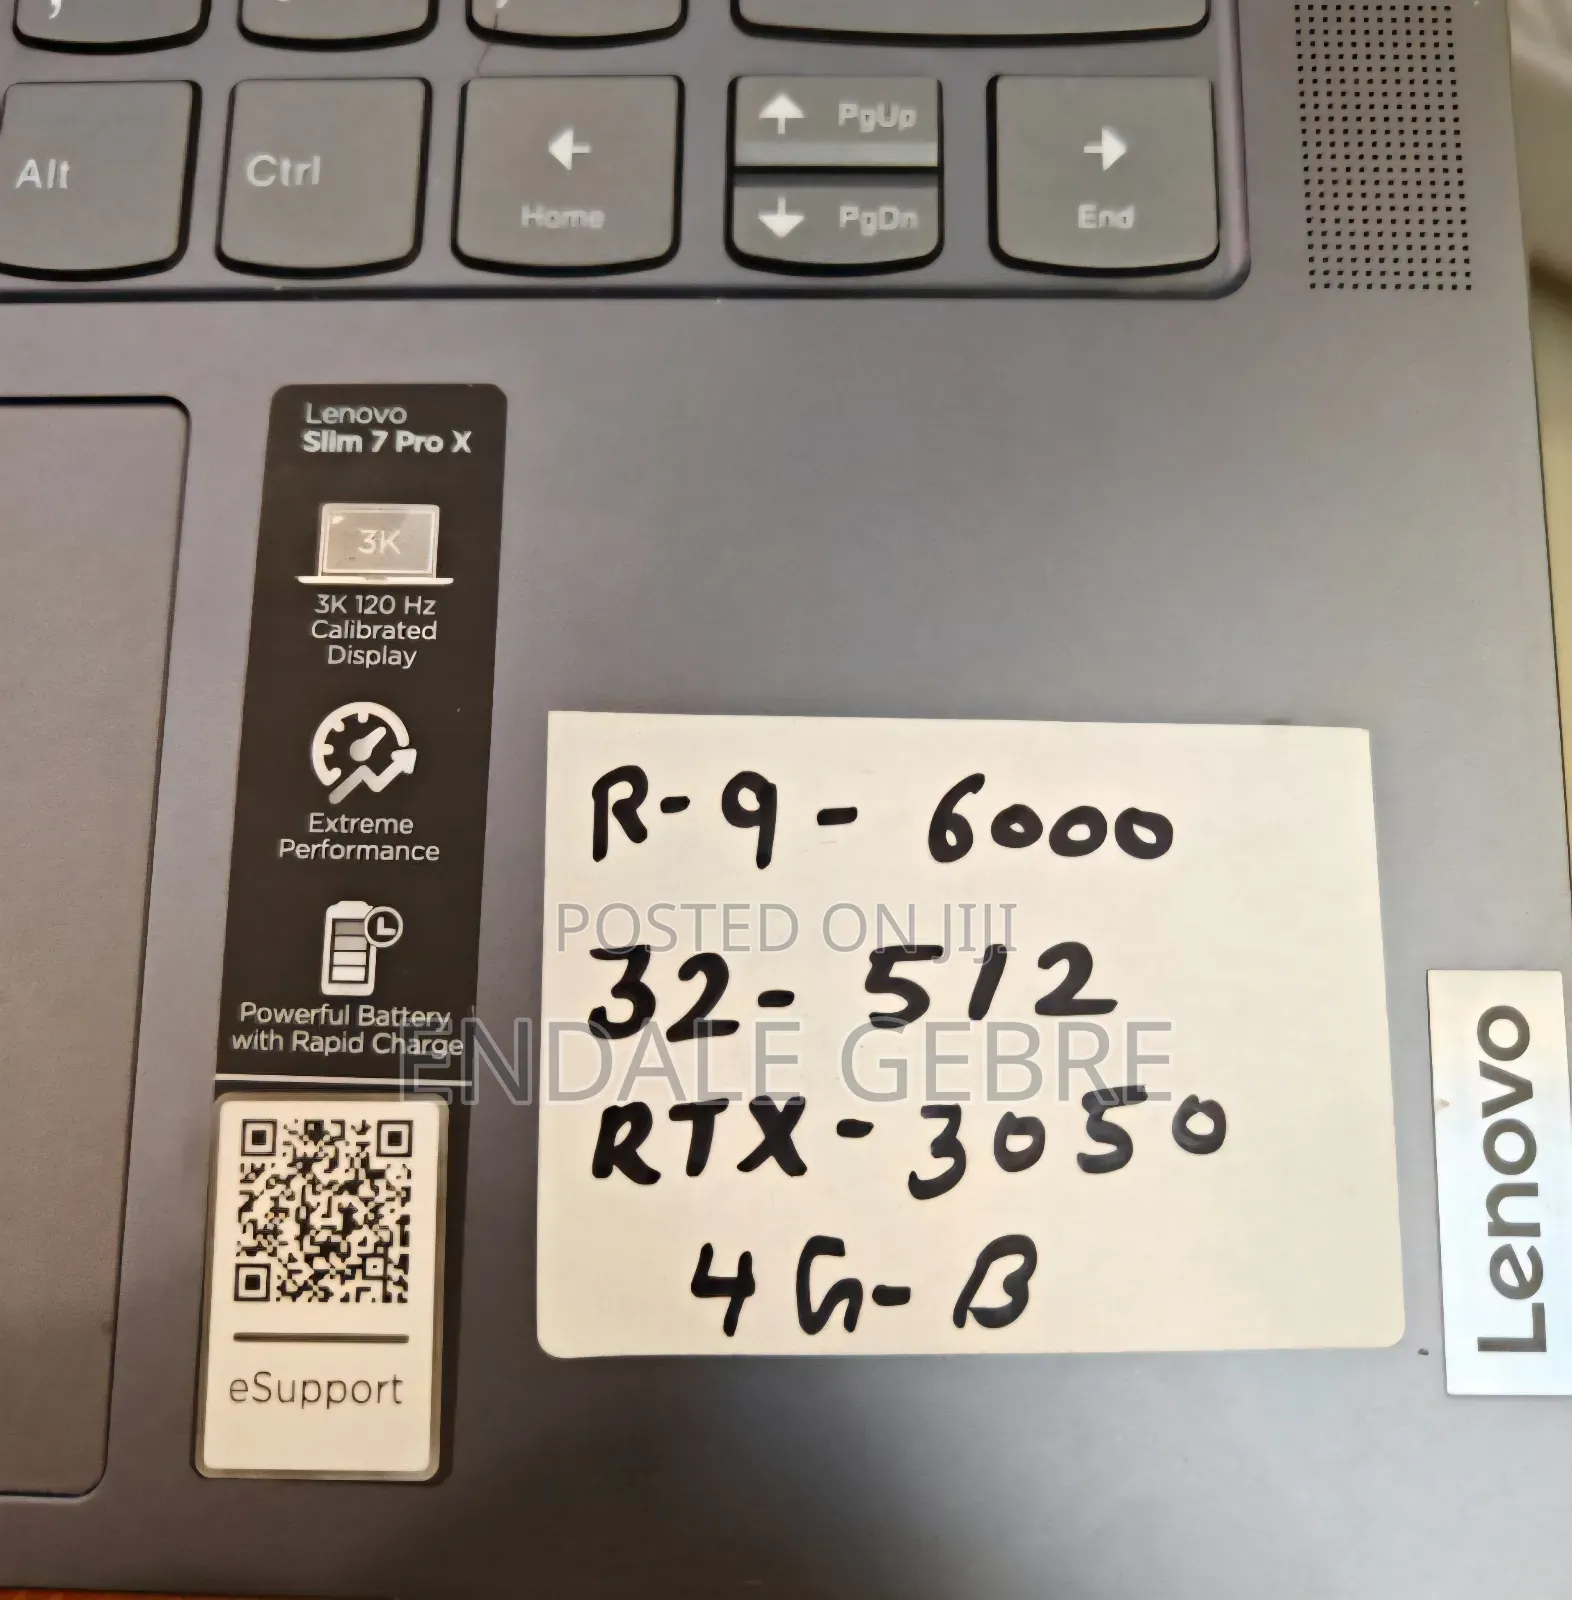 Alt
Ctrl
Home
PgUp
PgDn
End
Lenovo
Slim 7 Pro X
3K
3K 120 Hz
Calibrated
Display
Extreme
Performance
Powerful Battery
with Rapid Charge
eSupport
R-9-6000
32-512
RTX-3050
4G-B
POSTED ON JIJI
ENDALE GEBRE
Lenovo